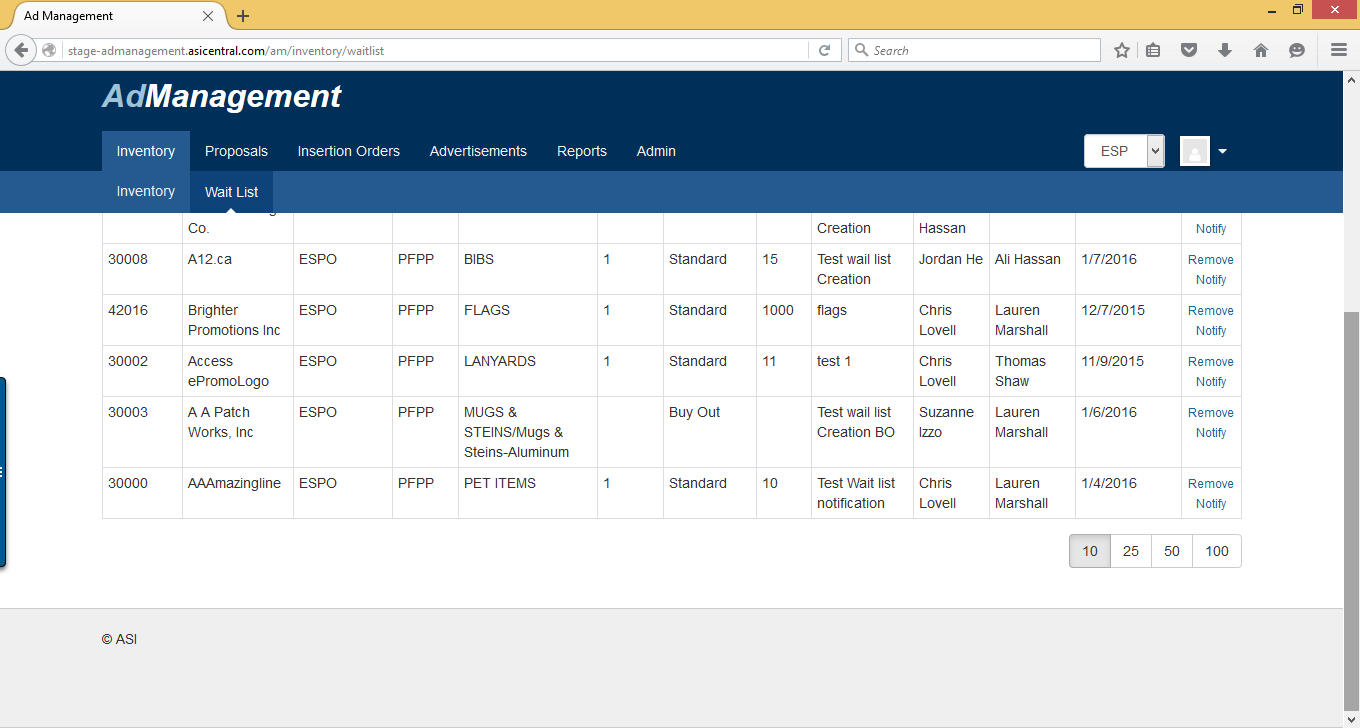 Ad Management
stage-admanagement.asicentral.com/am/inventory/waitlist
Search
AdManagement
Inventory Proposals Insertion Orders Advertisements Reports Admin ESP
Inventory Wait List
Co. Creation Hassan Notify
30008 A12.ca ESPO PFPP BIBS 1 Standard 15 Test wail list Jordan He Ali Hassan 1/7/2016 Remove
Creation Notify
42016 Brighter ESPO PFPP FLAGS 1 Standard 1000 flags Chris Lauren 12/7/2015 Remove
Promotions Inc Lovell Marshall Notify
30002 Access ESPO PFPP LANYARDS 1 Standard 11 test 1 Chris Thomas 11/9/2015 Remove
ePromoLogo Lovell Shaw Notify
30003 A A Patch ESPO PFPP MUGS & Buy Out Test wail list Suzanne Lauren 1/6/2016 Remove
Works, Inc STEINS/Mugs & Creation BO Izzo Marshall Notify
Steins-Aluminum
30000 AAAmazingline ESPO PFPP PET ITEMS 1 Standard 10 Test Wait list Chris Lauren 1/4/2016 Remove
notification Lovell Marshall Notify
10 25 50 100
© ASI